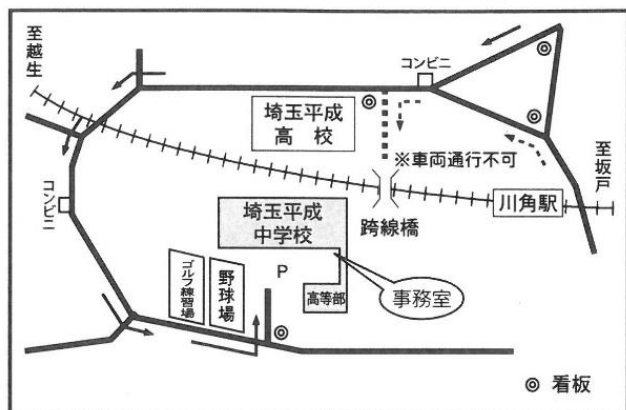 至越生
コンビニ
埼玉平成
高校
※車両通行不可
至坂戸
川角駅
跨線橋
コンビニ
埼玉平成
中学校
P
ゴルフ練習場
野球場
高等部
事務室
◎ 看板